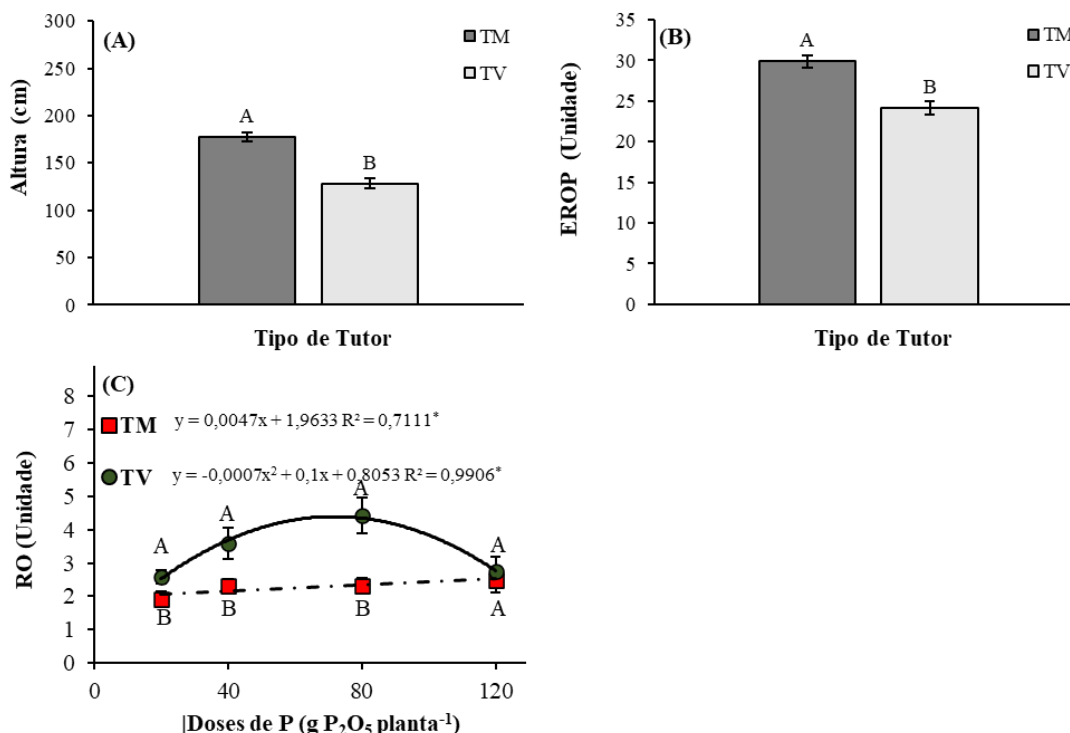 (A)
TM
TV
Altura (cm)
300
250
200
150
100
50
0
A
B
Tipo de Tutor
(B)
TM
TV
EROP (Unidade)
35
30
25
20
15
10
5
0
A
B
Tipo de Tutor
(C)
TM y = 0,0047x + 1,9633 R² = 0,7111*
TV y = -0,0007x² + 0,1x + 0,8053 R² = 0,9906*
RO (Unidade)
8
7
6
5
4
3
2
1
0
A
A
A
A
B
B
B
A
0 40 80 120
|Doses de P (g P₂O₅ planta⁻¹)